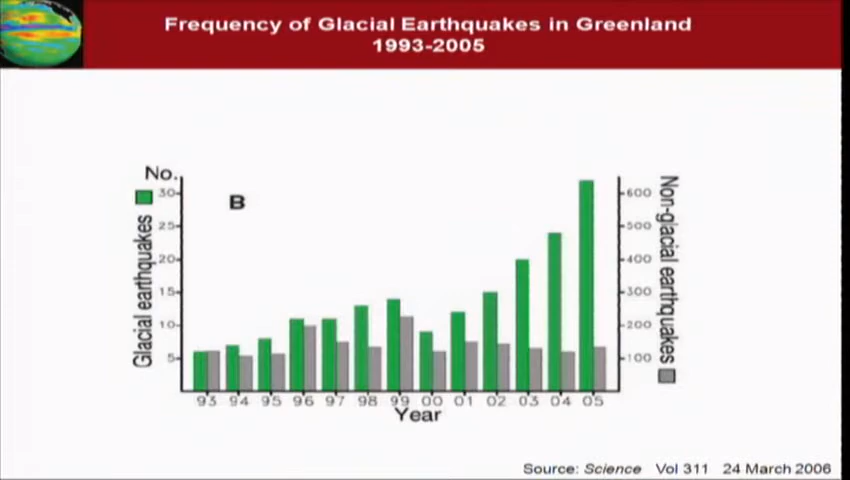 Frequency of Glacial Earthquakes in Greenland
1993-2005
No.
B
Glacial earthquakes
30
25
20
15
10
5
600
500
400
300
200
100
Non-glacial earthquakes
93 94 95 96 97 98 99 00 01 02 03 04 05
Year
Source: Science Vol 311 24 March 2006